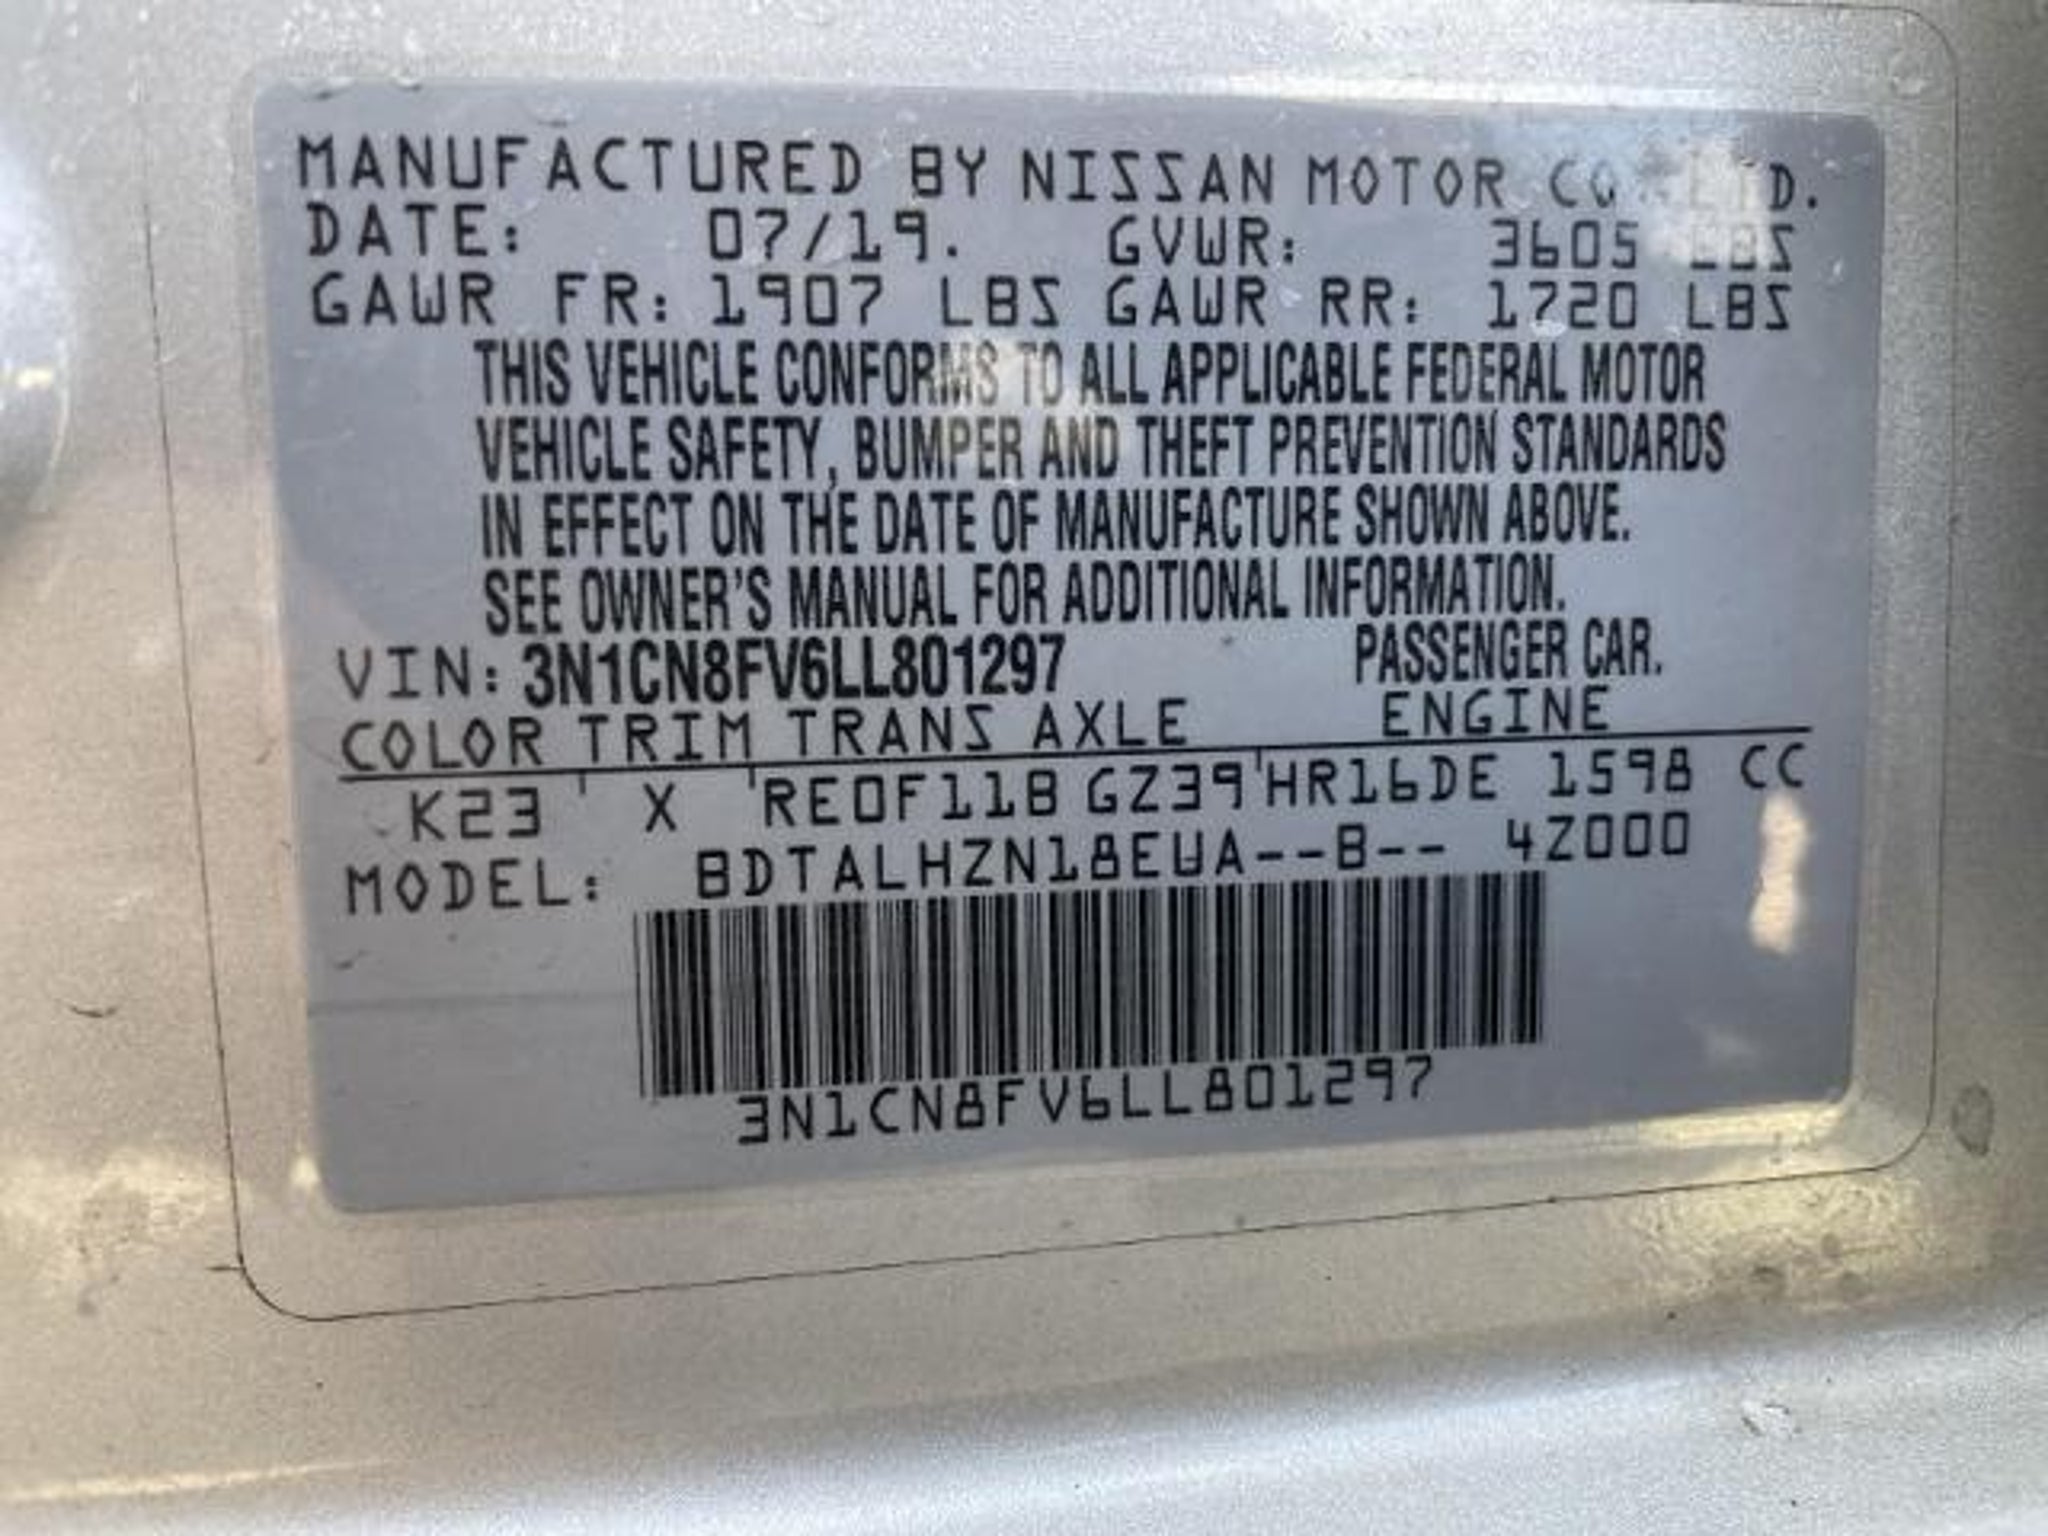 MANUFACTURED BY NISSAN MOTOR CO., LTD.
DATE: 07/19. GVWR: 3605 LBS
GAWR FR: 1907 LBS GAWR RR: 1720 LBS
THIS VEHICLE CONFORMS TO ALL APPLICABLE FEDERAL MOTOR
VEHICLE SAFETY, BUMPER AND THEFT PREVENTION STANDARDS
IN EFFECT ON THE DATE OF MANUFACTURE SHOWN ABOVE.
SEE OWNER'S MANUAL FOR ADDITIONAL INFORMATION.
VIN: 3N1CN8FV6LL801297 PASSENGER CAR.
COLOR TRIM TRANS AXLE ENGINE
K23 X RE0F11B GZ39 HR16DE 1598 CC
MODEL: BDTALHZN18EUA--B-- 4Z000
3N1CN8FV6LL801297